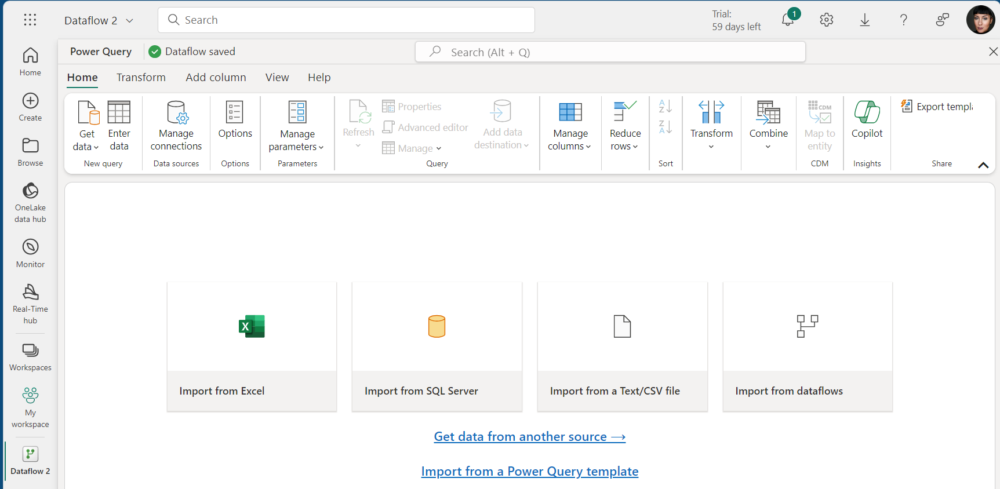 Dataflow 2
Search
Trial:
59 days left
1
Power Query
Dataflow saved
Search (Alt + Q)
Home
Transform
Add column
View
Help
Get
data
Enter
data
New query
Manage
connections
Data sources
Options
Options
Manage
parameters
Parameters
Refresh
Properties
Advanced editor
Manage
Add data
destination
Query
Manage
columns
Reduce
rows
A
Z
Z
A
Sort
Transform
Combine
CDM
Map to
entity
CDM
Copilot
Insights
Export templ
Share
Home
Create
Browse
OneLake
data hub
Monitor
Real-Time
hub
Workspaces
My
workspace
Dataflow 2
X
Import from Excel
Import from SQL Server
Import from a Text/CSV file
Import from dataflows
Get data from another source →
Import from a Power Query template